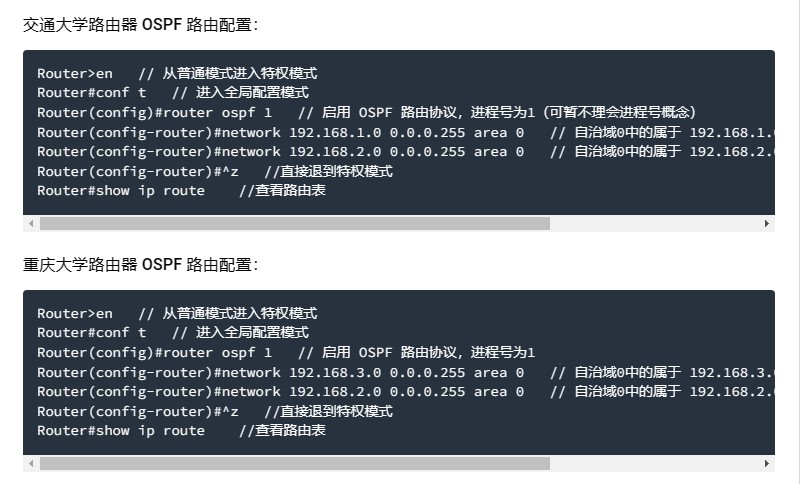 交通大学路由器 OSPF 路由配置：
Router>en   // 从普通模式进入特权模式
Router#conf t   // 进入全局配置模式
Router(config)#router ospf 1   // 启用 OSPF 路由协议，进程号为1（可暂不理会进程号概念）
Router(config-router)#network 192.168.1.0 0.0.0.255 area 0   // 自治域0中的属于 192.168.1.
Router(config-router)#network 192.168.2.0 0.0.0.255 area 0   // 自治域0中的属于 192.168.2.
Router(config-router)#^z   //直接退到特权模式
Router#show ip route    //查看路由表
重庆大学路由器 OSPF 路由配置：
Router>en   // 从普通模式进入特权模式
Router#conf t   // 进入全局配置模式
Router(config)#router ospf 1   // 启用 OSPF 路由协议，进程号为1
Router(config-router)#network 192.168.3.0 0.0.0.255 area 0   // 自治域0中的属于 192.168.3.
Router(config-router)#network 192.168.2.0 0.0.0.255 area 0   // 自治域0中的属于 192.168.2.
Router(config-router)#^z   //直接退到特权模式
Router#show ip route    //查看路由表